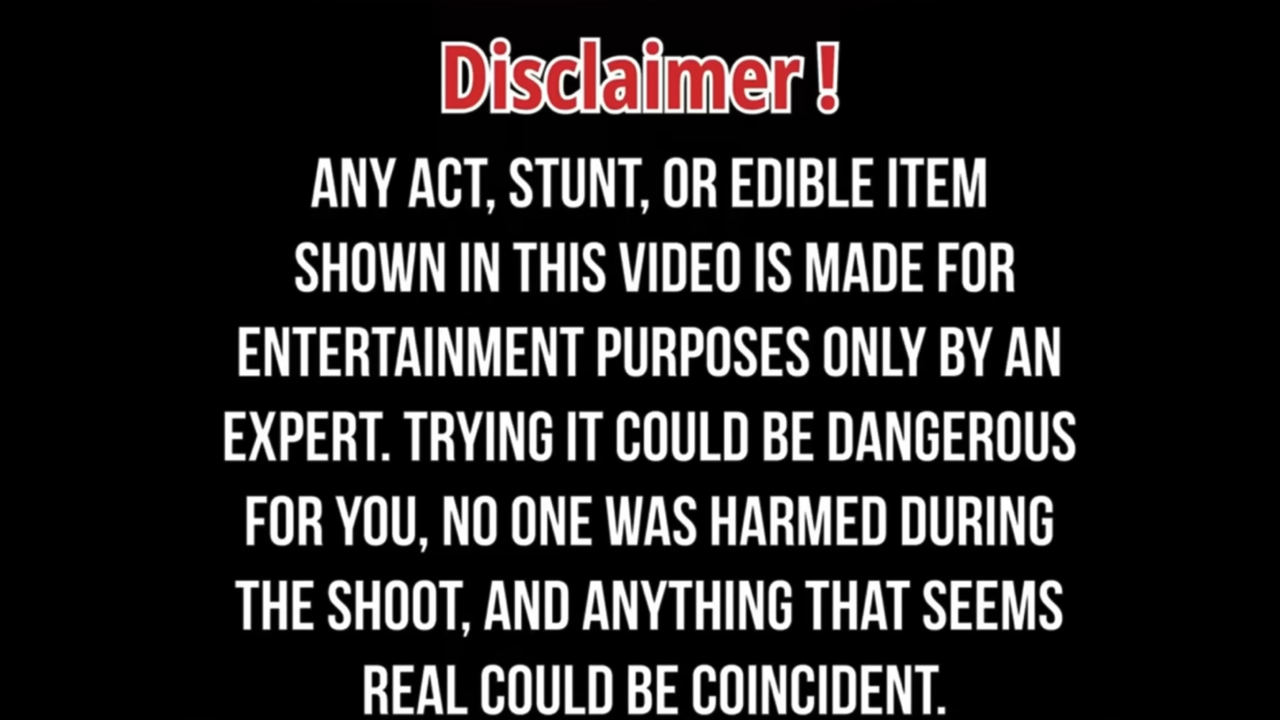 Disclaimer !
ANY ACT, STUNT, OR EDIBLE ITEM
SHOWN IN THIS VIDEO IS MADE FOR
ENTERTAINMENT PURPOSES ONLY BY AN
EXPERT. TRYING IT COULD BE DANGEROUS
FOR YOU, NO ONE WAS HARMED DURING
THE SHOOT, AND ANYTHING THAT SEEMS
REAL COULD BE COINCIDENT.